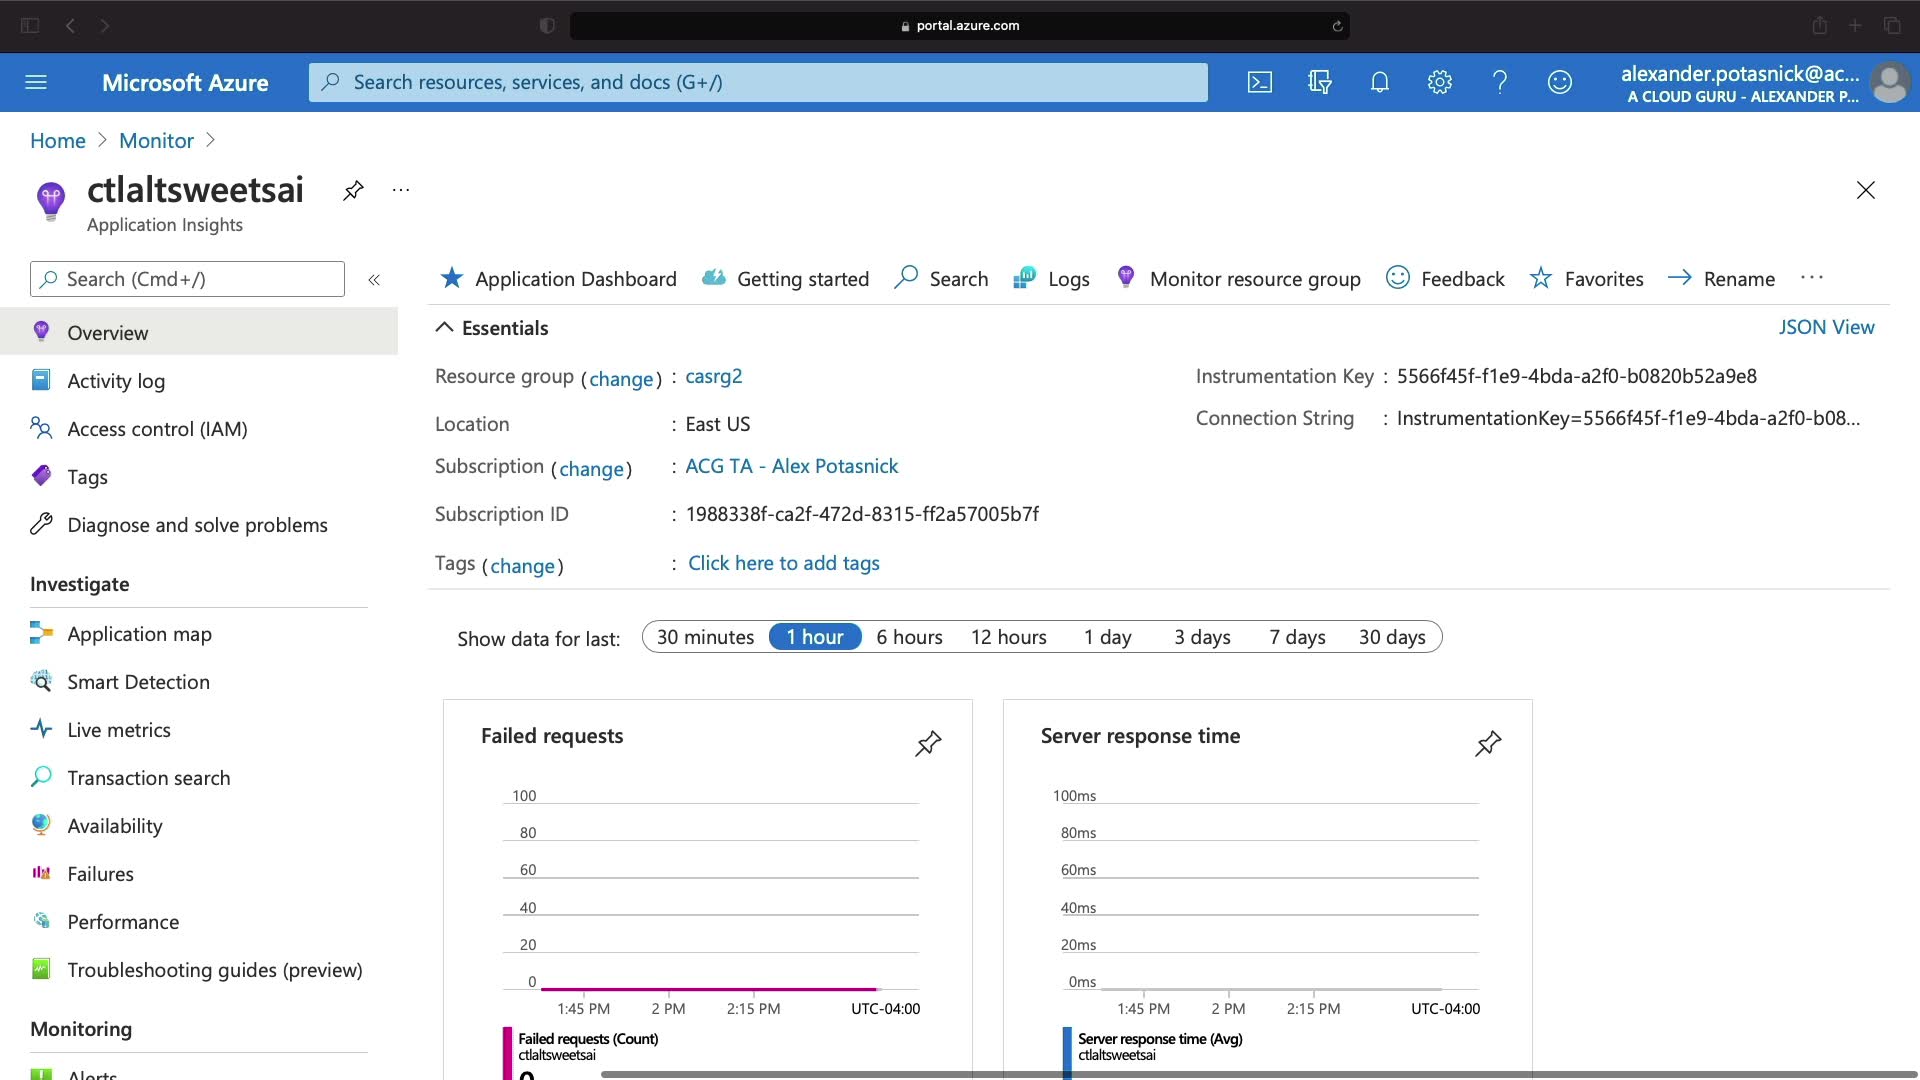 portal.azure.com
Microsoft Azure
Search resources, services, and docs (G+/)
alexander.potasnick@ac...
A CLOUD GURU - ALEXANDER P...
Home > Monitor >
ctlaltsweetsai
Application Insights
Search (Cmd+/)
Overview
Activity log
Access control (IAM)
Tags
Diagnose and solve problems
Investigate
Application map
Smart Detection
Live metrics
Transaction search
Availability
Failures
Performance
Troubleshooting guides (preview)
Monitoring
Alerts
Application Dashboard
Getting started
Search
Logs
Monitor resource group
Feedback
Favorites
Rename
Essentials
JSON View
Resource group (change) : casrg2
Location : East US
Subscription (change) : ACG TA - Alex Potasnick
Subscription ID : 1988338f-ca2f-472d-8315-ff2a57005b7f
Tags (change) : Click here to add tags
Instrumentation Key : 5566f45f-f1e9-4bda-a2f0-b0820b52a9e8
Connection String : InstrumentationKey=5566f45f-f1e9-4bda-a2f0-b08...
Show data for last: 30 minutes 1 hour 6 hours 12 hours 1 day 3 days 7 days 30 days
Failed requests
100
80
60
40
20
0
1:45 PM 2 PM 2:15 PM UTC-04:00
Failed requests (Count)
ctlaltsweetsai
0
Server response time
100ms
80ms
60ms
40ms
20ms
0ms
1:45 PM 2 PM 2:15 PM UTC-04:00
Server response time (Avg)
ctlaltsweetsai